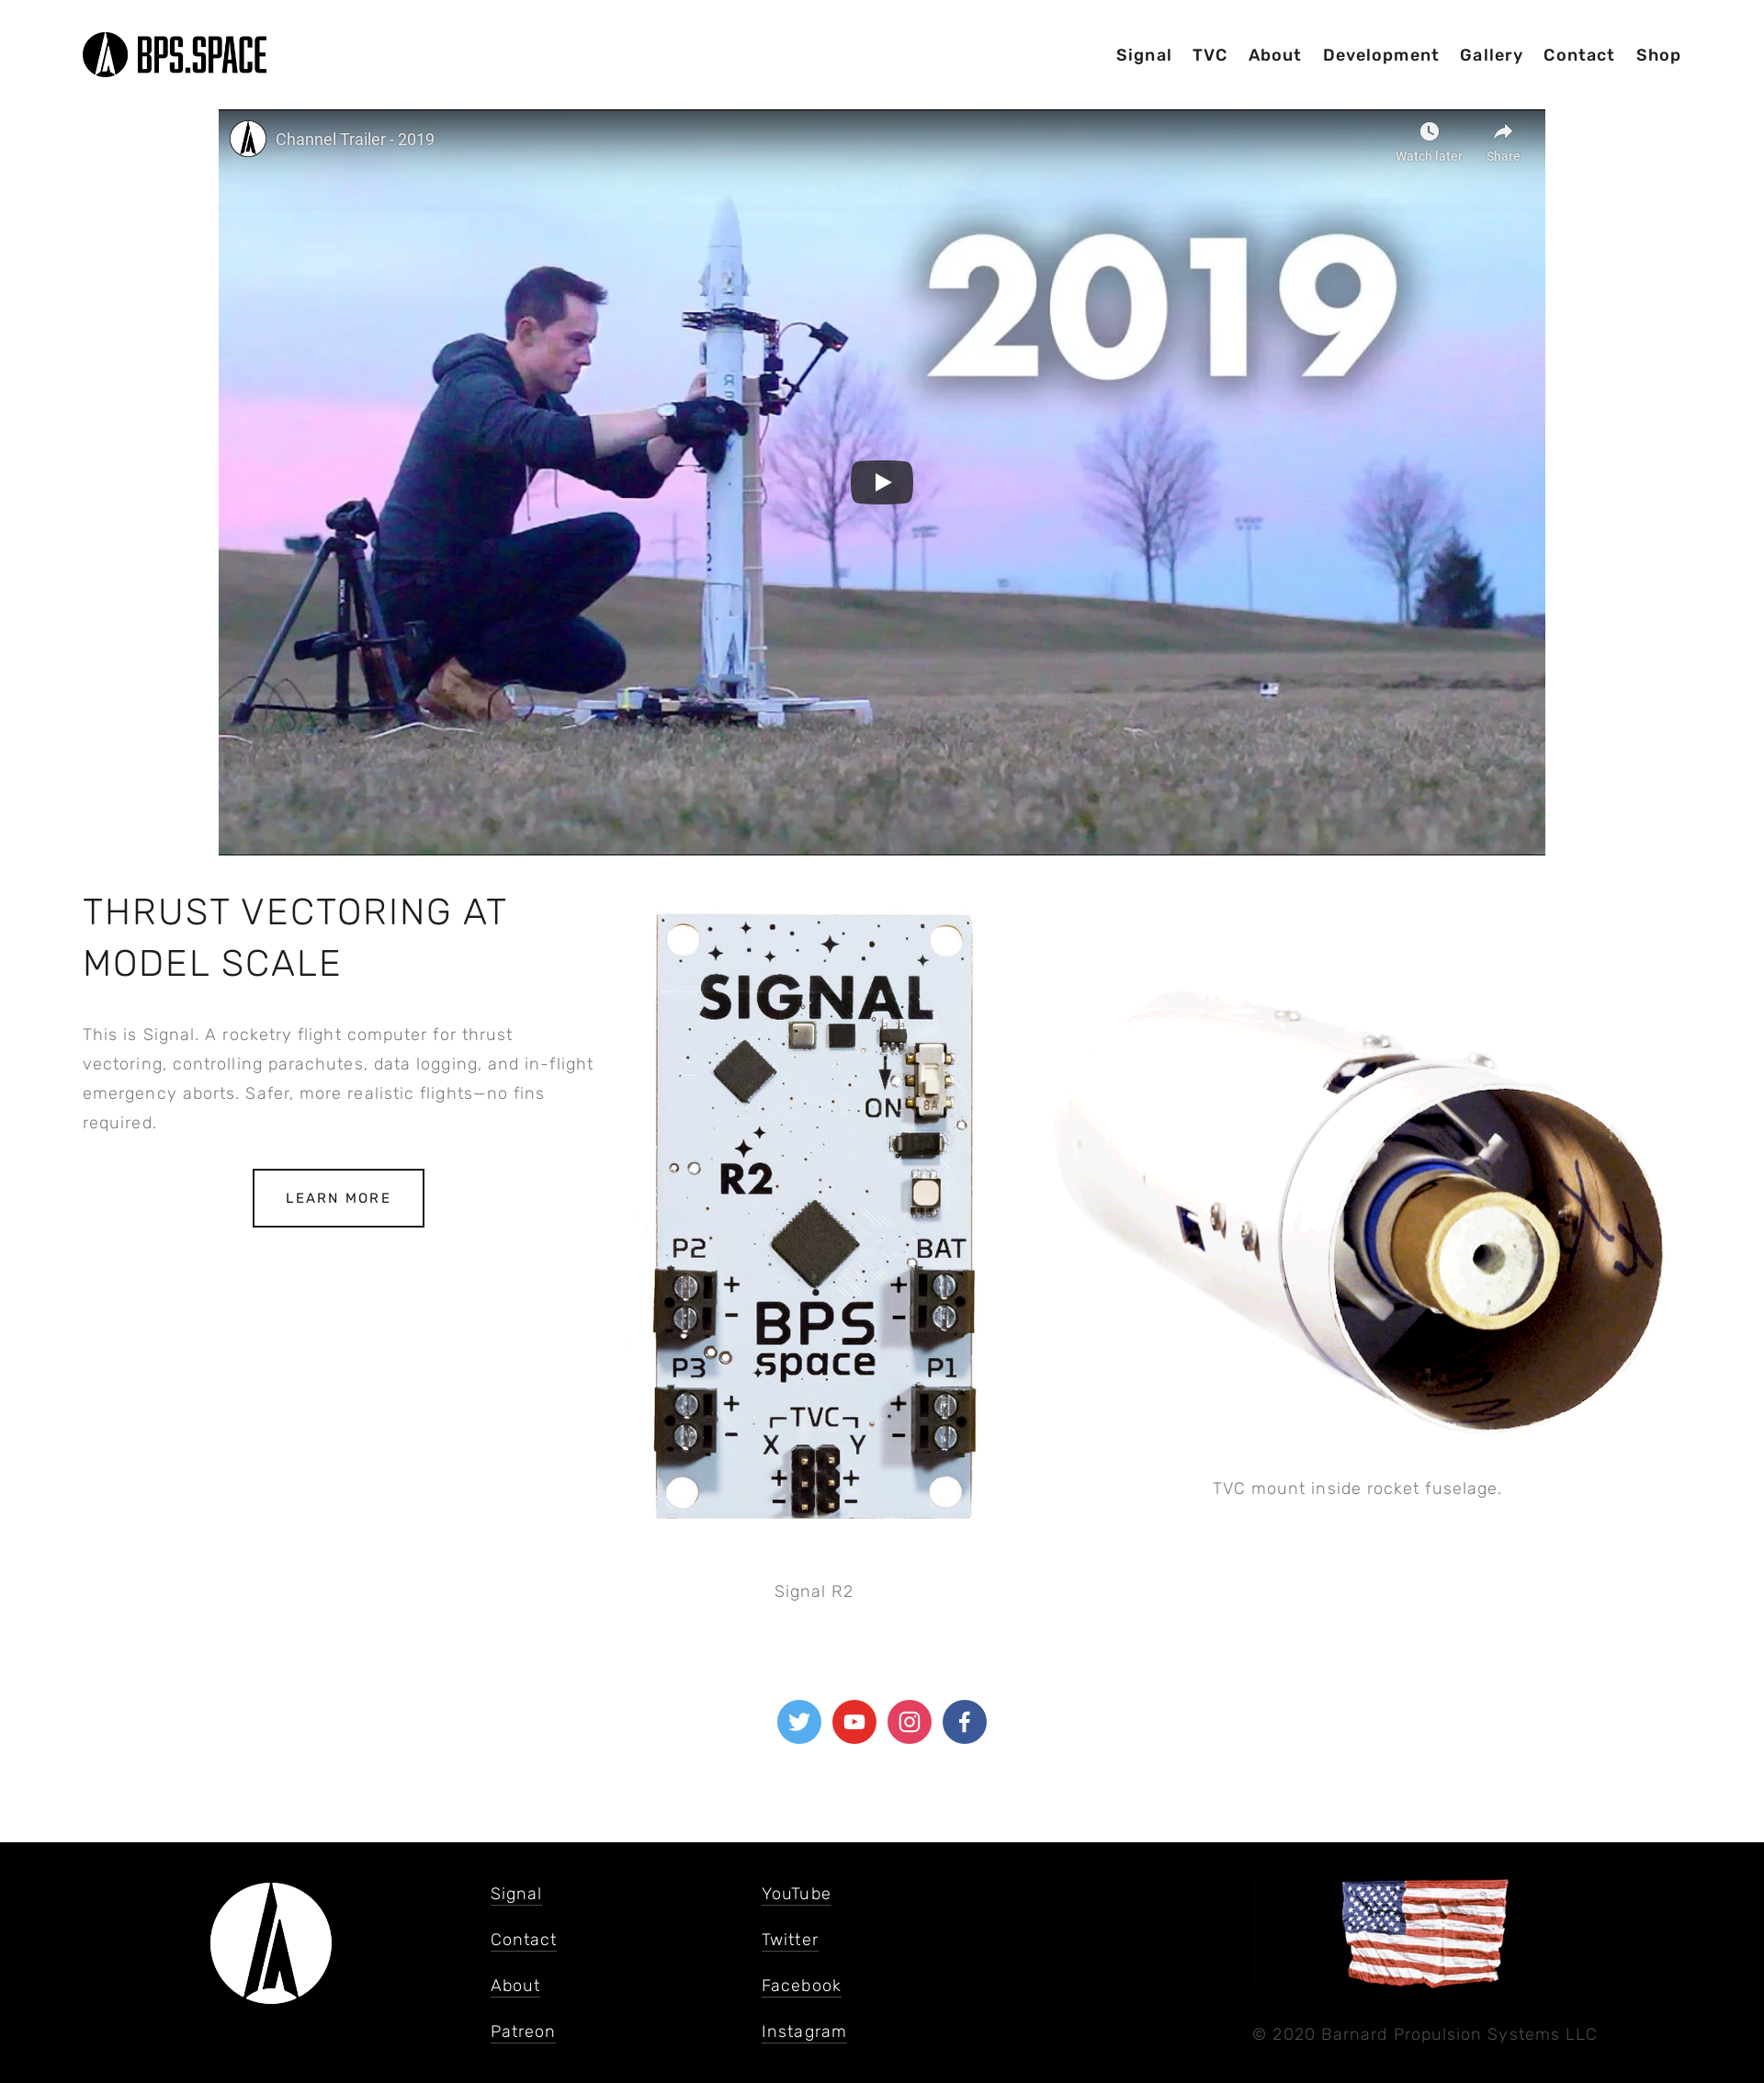 BPS.SPACE
Signal TVC About Development Gallery Contact Shop
Channel Trailer - 2019
Watch later Share
2019
THRUST VECTORING AT
MODEL SCALE
This is Signal. A rocketry flight computer for thrust
vectoring, controlling parachutes, data logging, and in-flight
emergency aborts. Safer, more realistic flights—no fins
required.
LEARN MORE
SIGNAL
ON
8A
R2
P2 BAT
+ +
- -
BPS
space
P3 P1
+ +
- -
TVC
X Y
+ +
- -
Signal R2
TVC mount inside rocket fuselage.
Signal
Contact
About
Patreon
YouTube
Twitter
Facebook
Instagram
© 2020 Barnard Propulsion Systems LLC